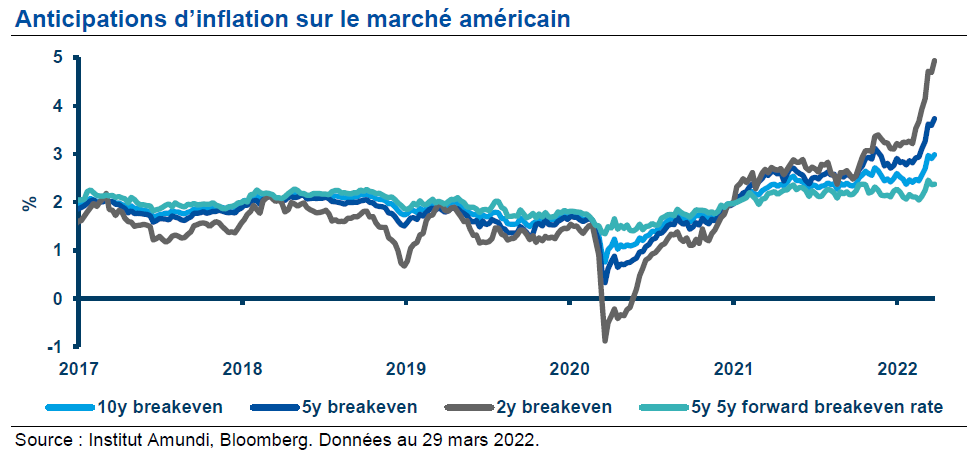 Anticipations d’inflation sur le marché américain
%
5
4
3
2
1
0
-1
2017 2018 2019 2020 2021 2022
10y breakeven 5y breakeven 2y breakeven 5y 5y forward breakeven rate
Source : Institut Amundi, Bloomberg. Données au 29 mars 2022.